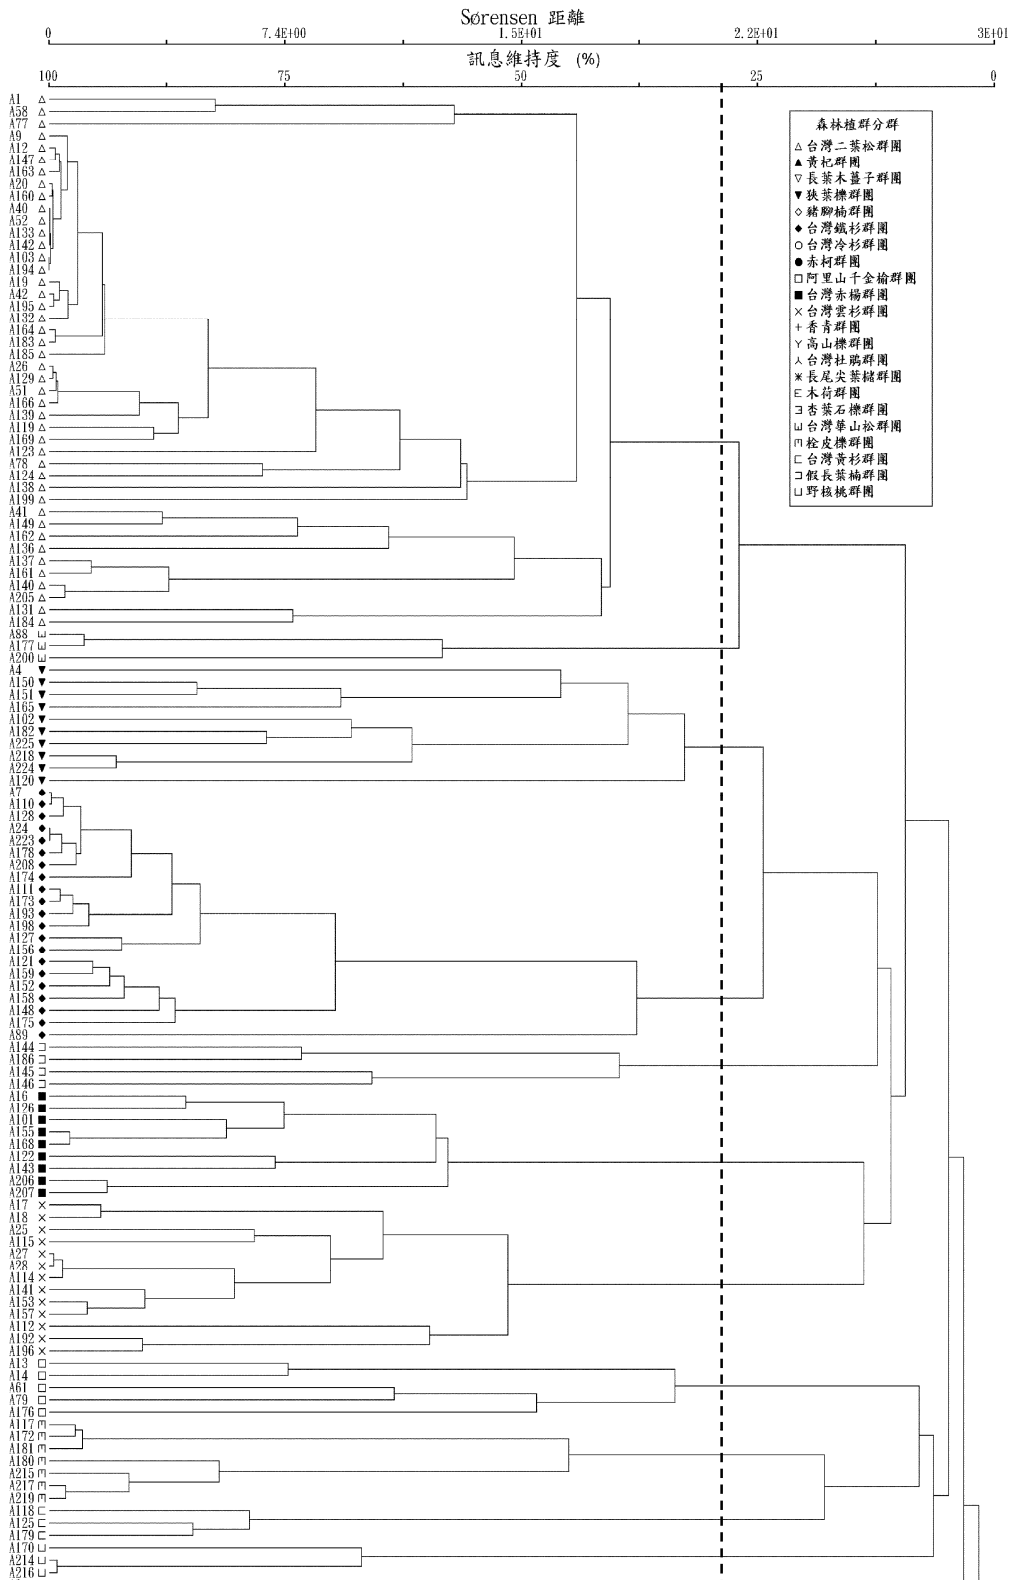 Sørensen 距離
0 7.4E+00 1.5E+01 2.2E+01 3E+01
訊息維持度 (%)
100 75 50 25 0
森林植群分群
△ 台灣二葉松群團
▲ 黃杞群團
▽ 長葉木薑子群團
▼ 狹葉櫟群團
◇ 豬腳楠群團
◆ 台灣鐵杉群團
○ 台灣冷杉群團
● 赤柯群團
□ 阿里山千金榆群團
■ 台灣赤楊群團
× 台灣雲杉群團
+ 香青群團
Y 高山櫟群團
⅄ 台灣杜鵑群團
ж 長尾尖葉櫧群團
E 木荷群團
Ǝ 杏葉石櫟群團
Ш 台灣華山松群團
栓皮櫟群團
⊏ 台灣黃杉群團
⊐ 假長葉楠群團
⊔ 野核桃群團
A1
A58
A77
A9
A12
A147
A163
A20
A160
A40
A52
A133
A142
A103
A194
A19
A42
A195
A132
A164
A183
A185
A26
A129
A51
A166
A139
A119
A169
A123
A78
A124
A138
A199
A41
A149
A162
A136
A137
A161
A140
A205
A131
A184
A88
A177
A200
A4
A150
A151
A165
A102
A182
A225
A218
A224
A120
A7
A110
A128
A24
A223
A178
A208
A174
A111
A173
A193
A198
A127
A156
A121
A159
A152
A158
A148
A175
A89
A144
A186
A145
A146
A16
A126
A101
A155
A168
A122
A143
A206
A207
A17
A18
A25
A115
A27
A28
A114
A141
A153
A157
A112
A192
A196
A13
A14
A61
A79
A176
A117
A172
A181
A180
A215
A217
A219
A118
A125
A179
A170
A214
A216